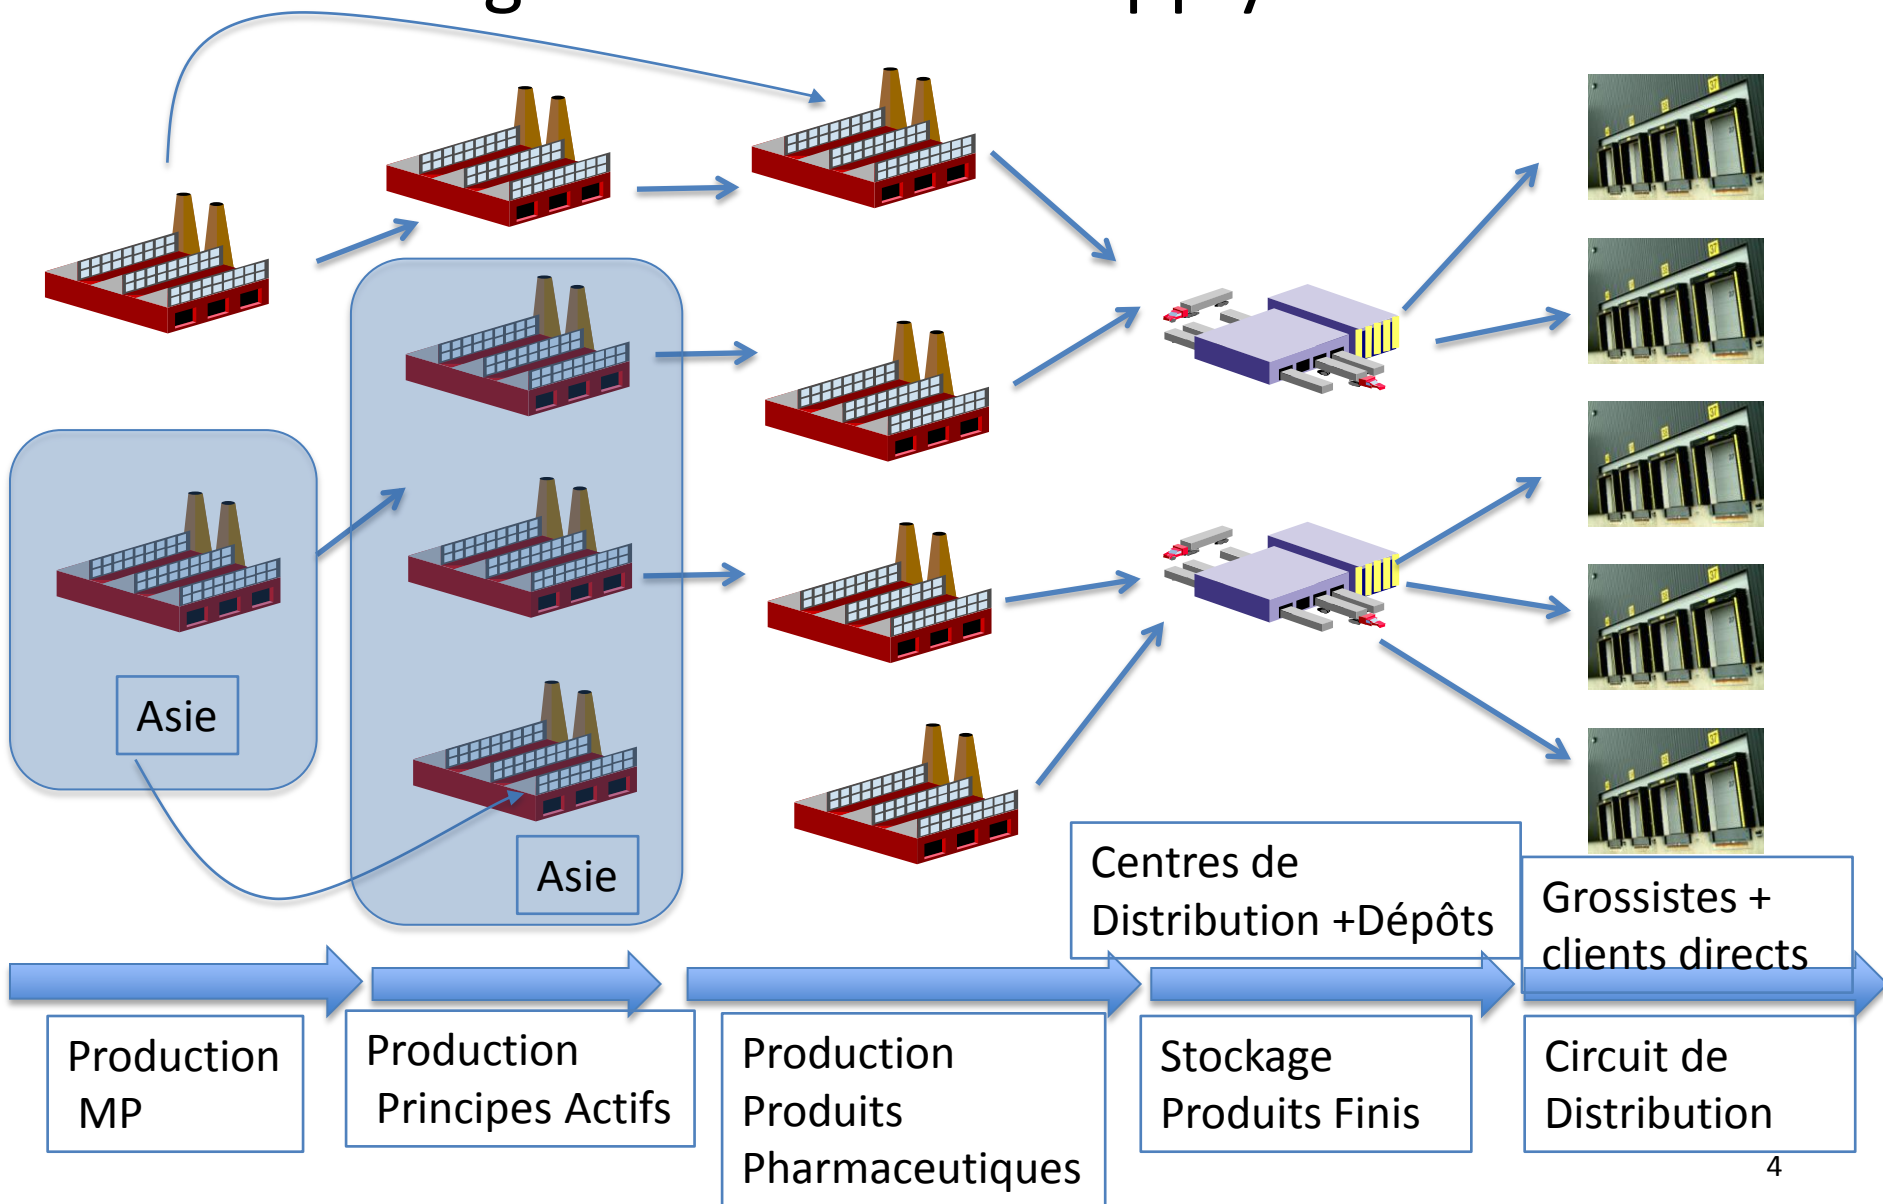 Asie
Asie
Centres de
Distribution +Dépôts
Grossistes +
clients directs
Production
MP
Production
Principes Actifs
Production
Produits
Pharmaceutiques
Stockage
Produits Finis
Circuit de
Distribution
4